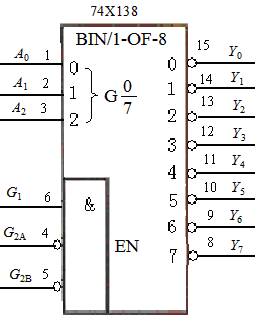 74X138
BIN/1-OF-8
A0 1 0 0 15 Y0
A1 2 1 G 0/7 1 14 Y1
A2 3 2 2 13 Y2
3 12 Y3
4 11 Y4
G1 6 & 5 10 Y5
G2A 4 EN 6 9 Y6
G2B 5 7 8 Y7